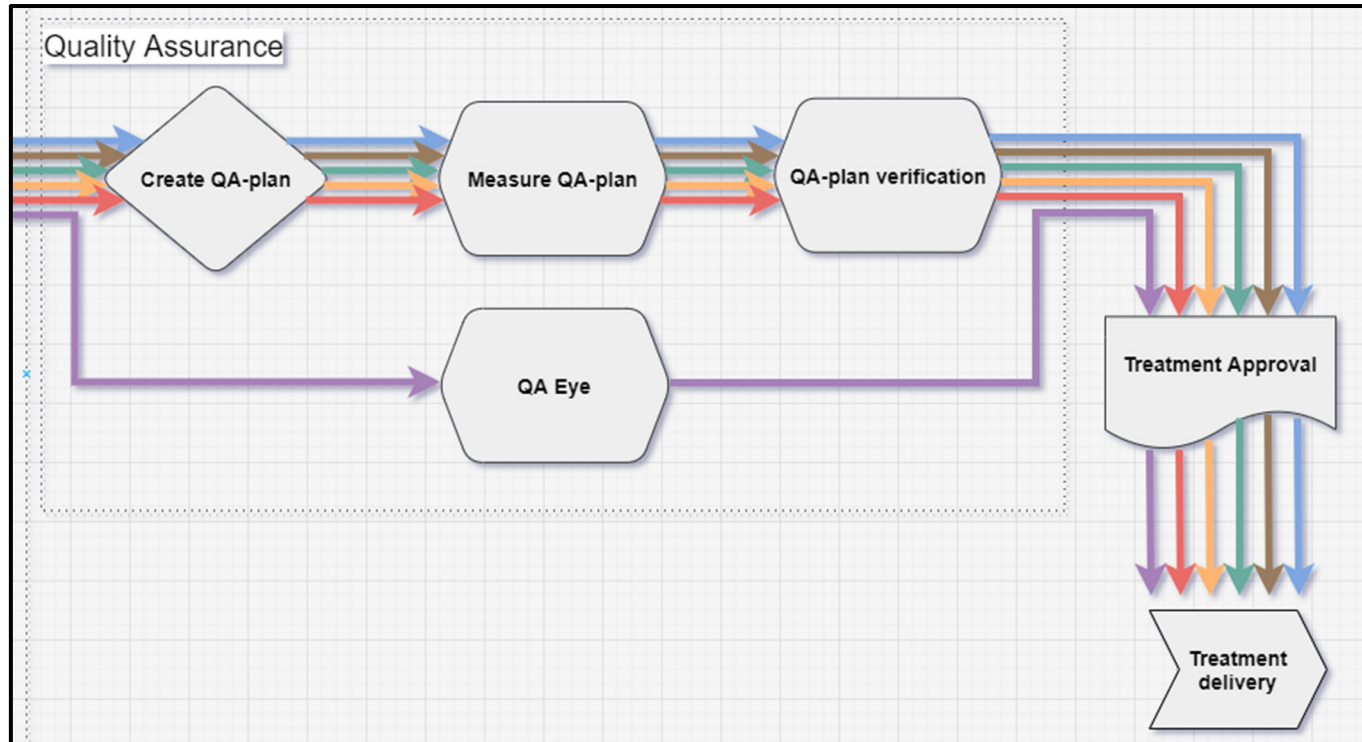 Quality Assurance
Create QA-plan
Measure QA-plan
QA-plan verification
QA Eye
Treatment Approval
Treatment
delivery